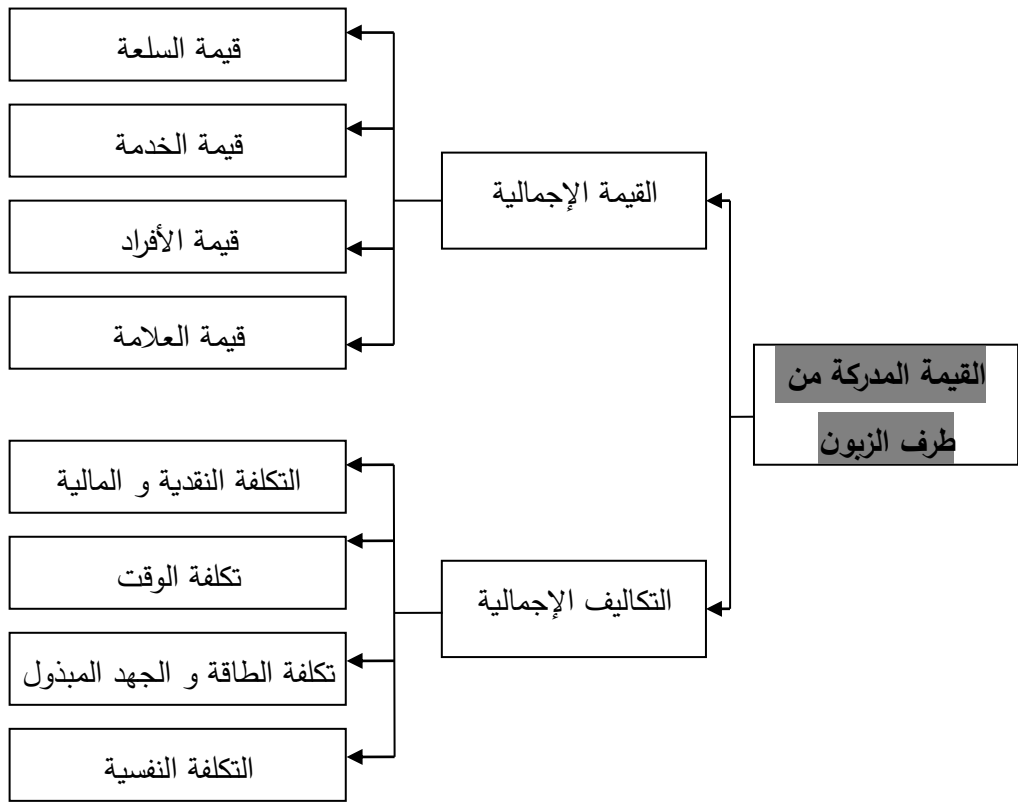 القيمة المدركة من
طرف الزبون
القيمة الإجمالية
قيمة السلعة
قيمة الخدمة
قيمة الأفراد
قيمة العلامة
التكاليف الإجمالية
التكلفة النقدية و المالية
تكلفة الوقت
تكلفة الطاقة و الجهد المبذول
التكلفة النفسية